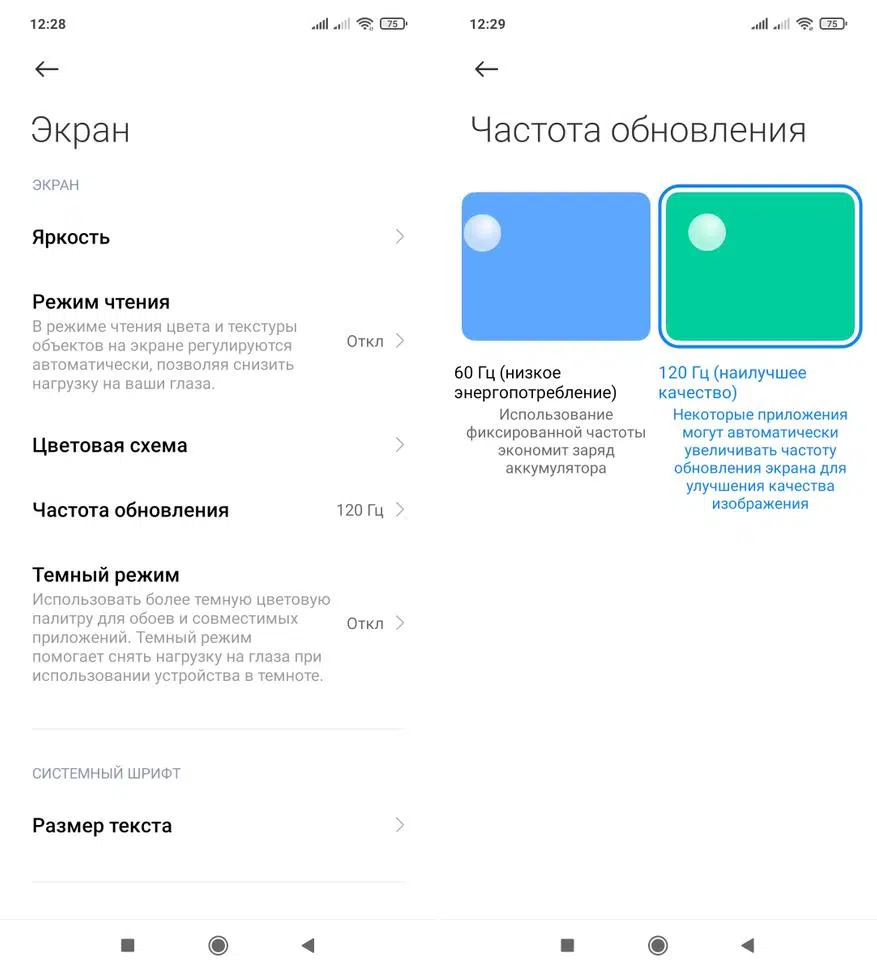 12:28
75
Экран
ЭКРАН
Яркость
Режим чтения
В режиме чтения цвета и текстуры
объектов на экране регулируются
автоматически, позволяя снизить
нагрузку на ваши глаза.
Откл
Цветовая схема
Частота обновления
120 Гц
Темный режим
Использовать более темную цветовую
палитру для обоев и совместимых
приложений. Темный режим
помогает снять нагрузку на глаза при
использовании устройства в темноте.
Откл
СИСТЕМНЫЙ ШРИФТ
Размер текста
12:29
75
Частота обновления
60 Гц (низкое
энергопотребление)
Использование
фиксированной частоты
экономит заряд
аккумулятора
120 Гц (наилучшее
качество)
Некоторые приложения
могут автоматически
увеличивать частоту
обновления экрана для
улучшения качества
изображения